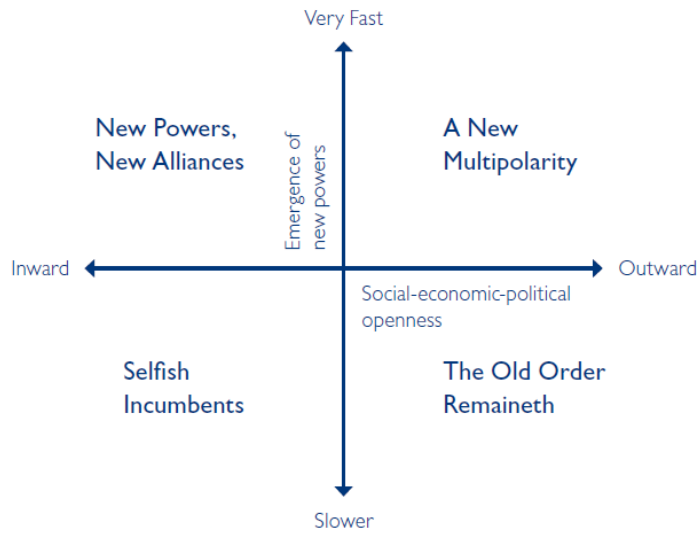 Very Fast
New Powers,
New Alliances
Emergence of
new powers
A New
Multipolarity
Inward
Outward
Social-economic-political
openness
Selfish
Incumbents
The Old Order
Remaineth
Slower